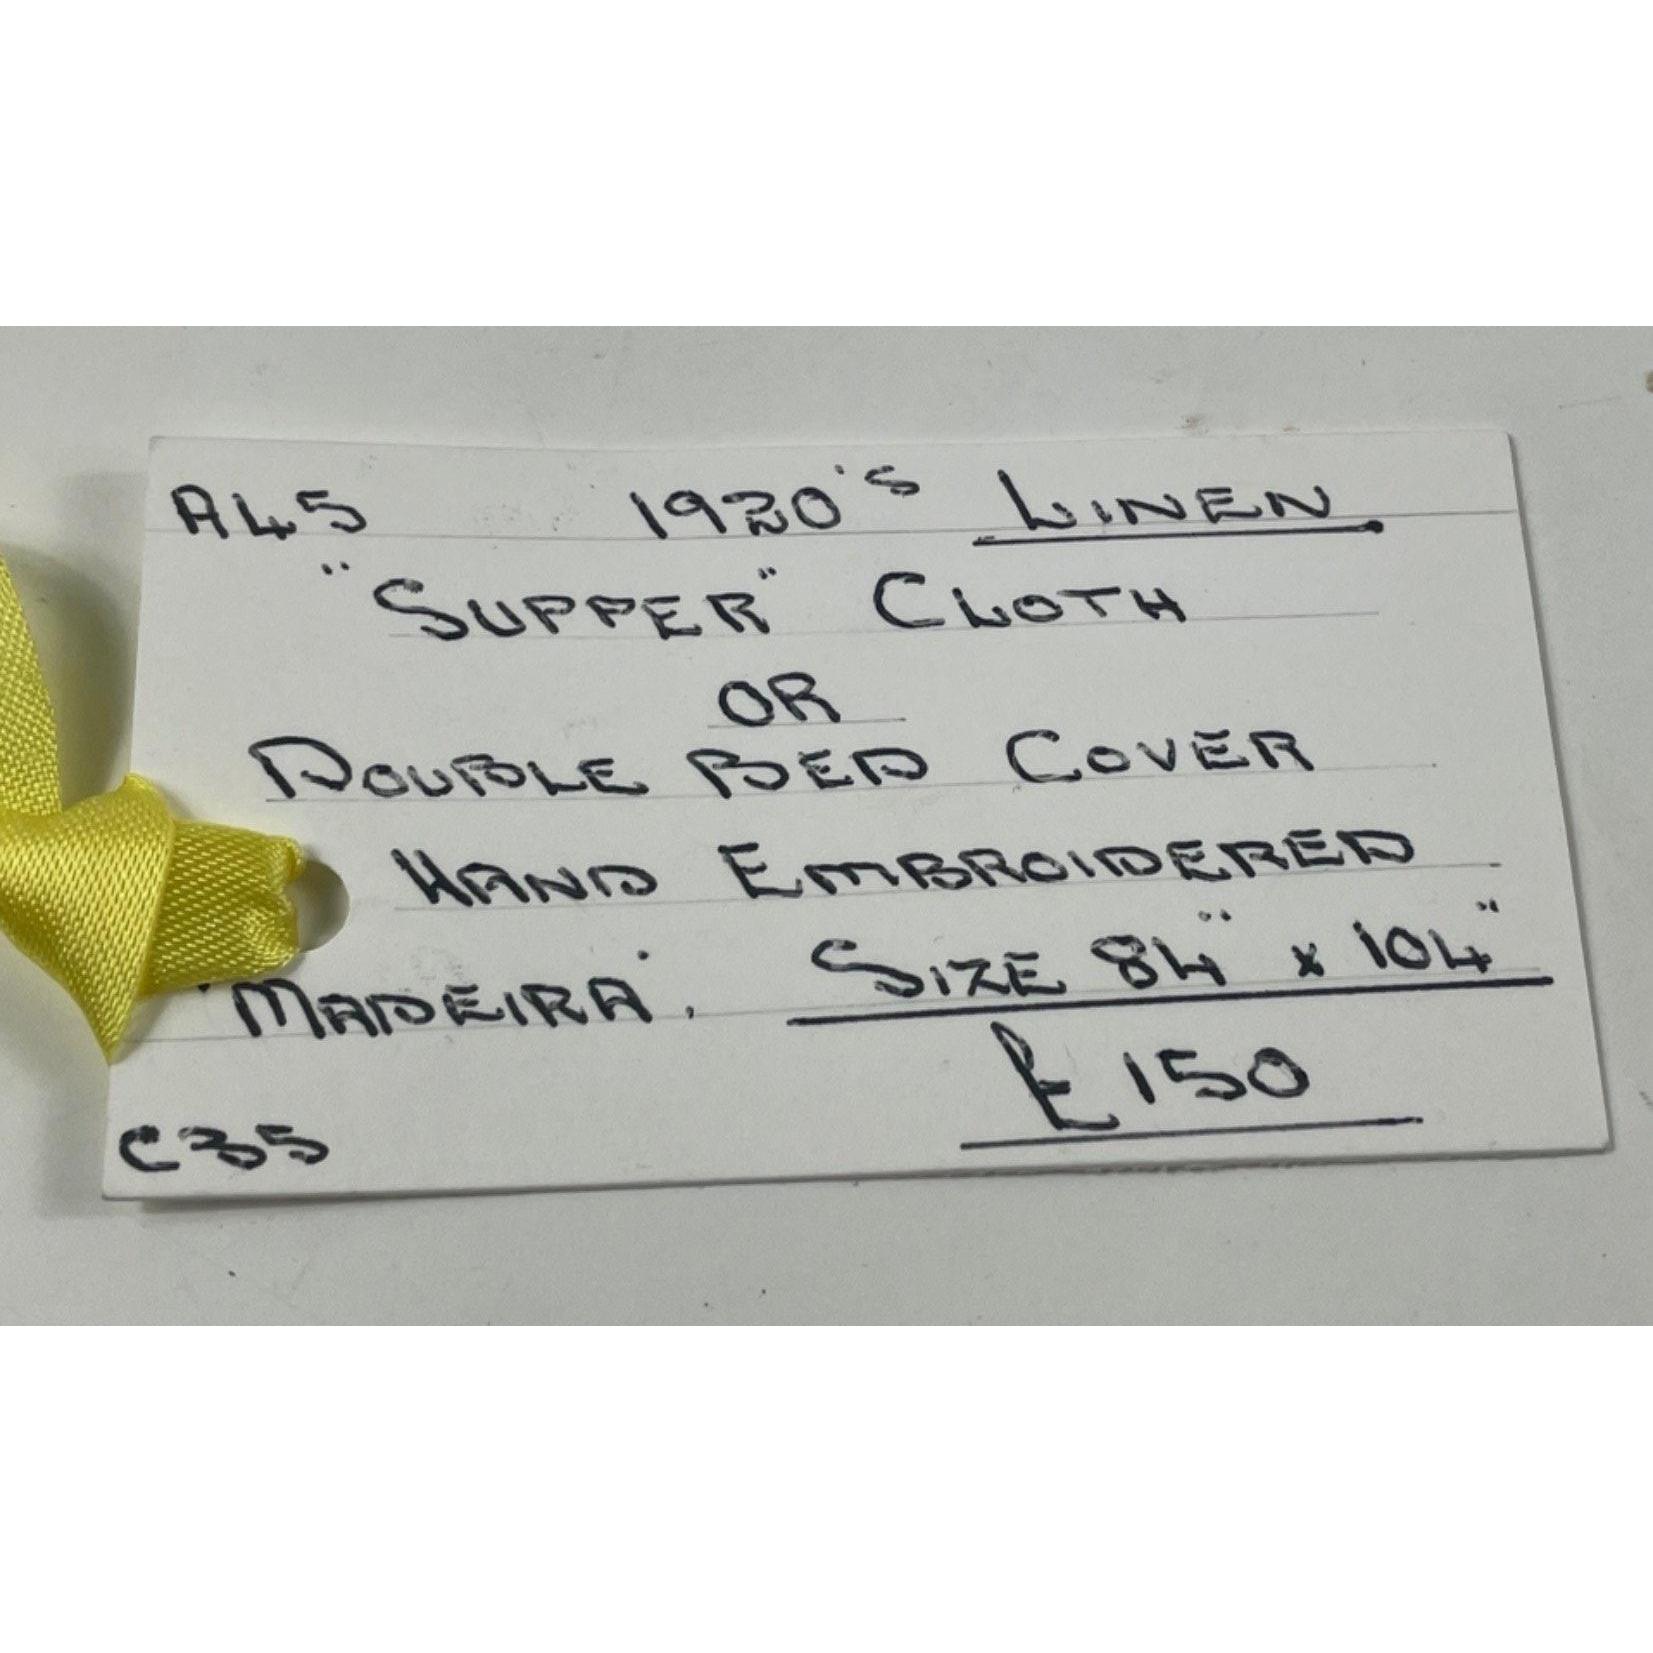 A45 1920's LINEN
"SUPPER" CLOTH
OR
DOUBLE BED COVER
HAND EMBROIDERED
'MADEIRA'. SIZE 84" x 104"
£150
C35